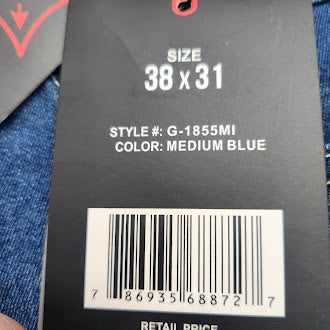 SIZE
38 x 31
STYLE #: G-1855MI
COLOR: MEDIUM BLUE
7 86935 68872 7
RETAIL PRICE